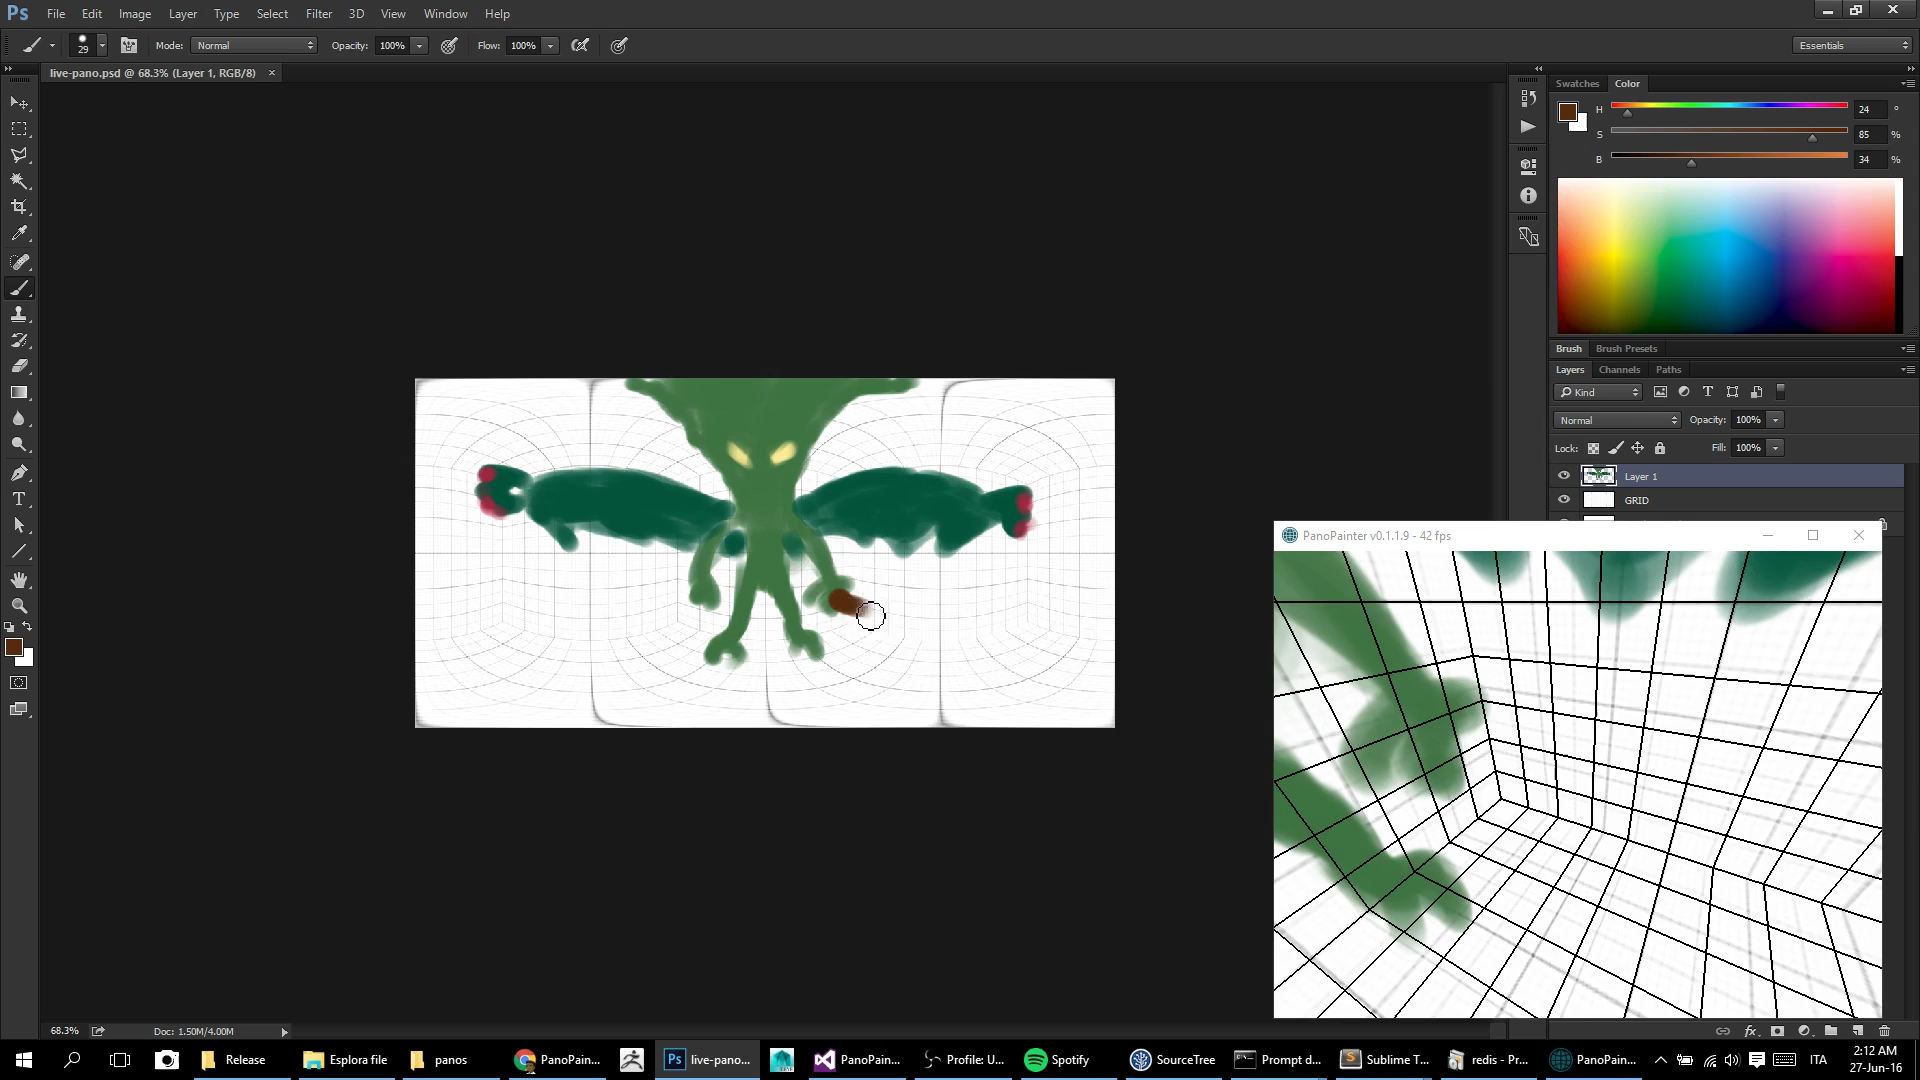 Ps File Edit Image Layer Type Select Filter 3D View Window Help
29 Mode: Normal Opacity: 100% Flow: 100% Essentials
live-pano.psd @ 68.3% (Layer 1, RGB/8) ×
Swatches Color
H 24 °
S 85 %
B 34 %
Brush Brush Presets
Layers Channels Paths
Kind
Normal Opacity: 100%
Lock: Fill: 100%
Layer 1
GRID
PanoPainter v0.1.1.9 - 42 fps
68.3% Doc: 1.50M/4.00M
fx
Release Esplora file panos PanoPain... Ps live-pano... PanoPain... Profile: U... Spotify SourceTree Prompt d... Sublime T... redis - Pr... PanoPain... ITA 2:12 AM
27-Jun-16